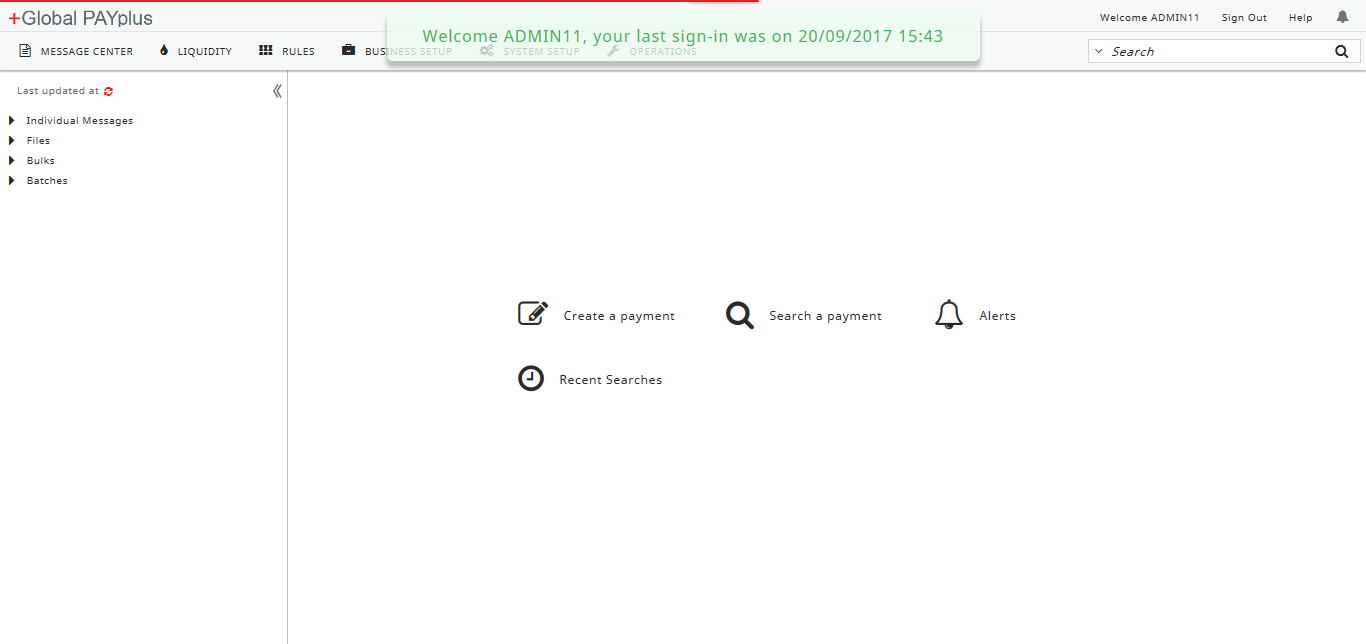 +Global PAYplus
Welcome ADMIN11 Sign Out Help
Welcome ADMIN11, your last sign-in was on 20/09/2017 15:43
MESSAGE CENTER LIQUIDITY RULES BUSINESS SETUP SYSTEM SETUP OPERATIONS
Search
Last updated at
Individual Messages
Files
Bulks
Batches
Create a payment Search a payment Alerts
Recent Searches